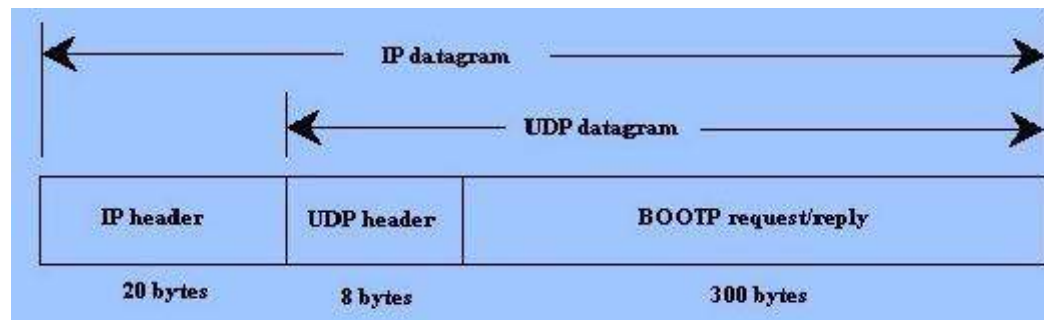 IP datagram
UDP datagram
IP header
UDP header
BOOTP request/reply
20 bytes
8 bytes
300 bytes